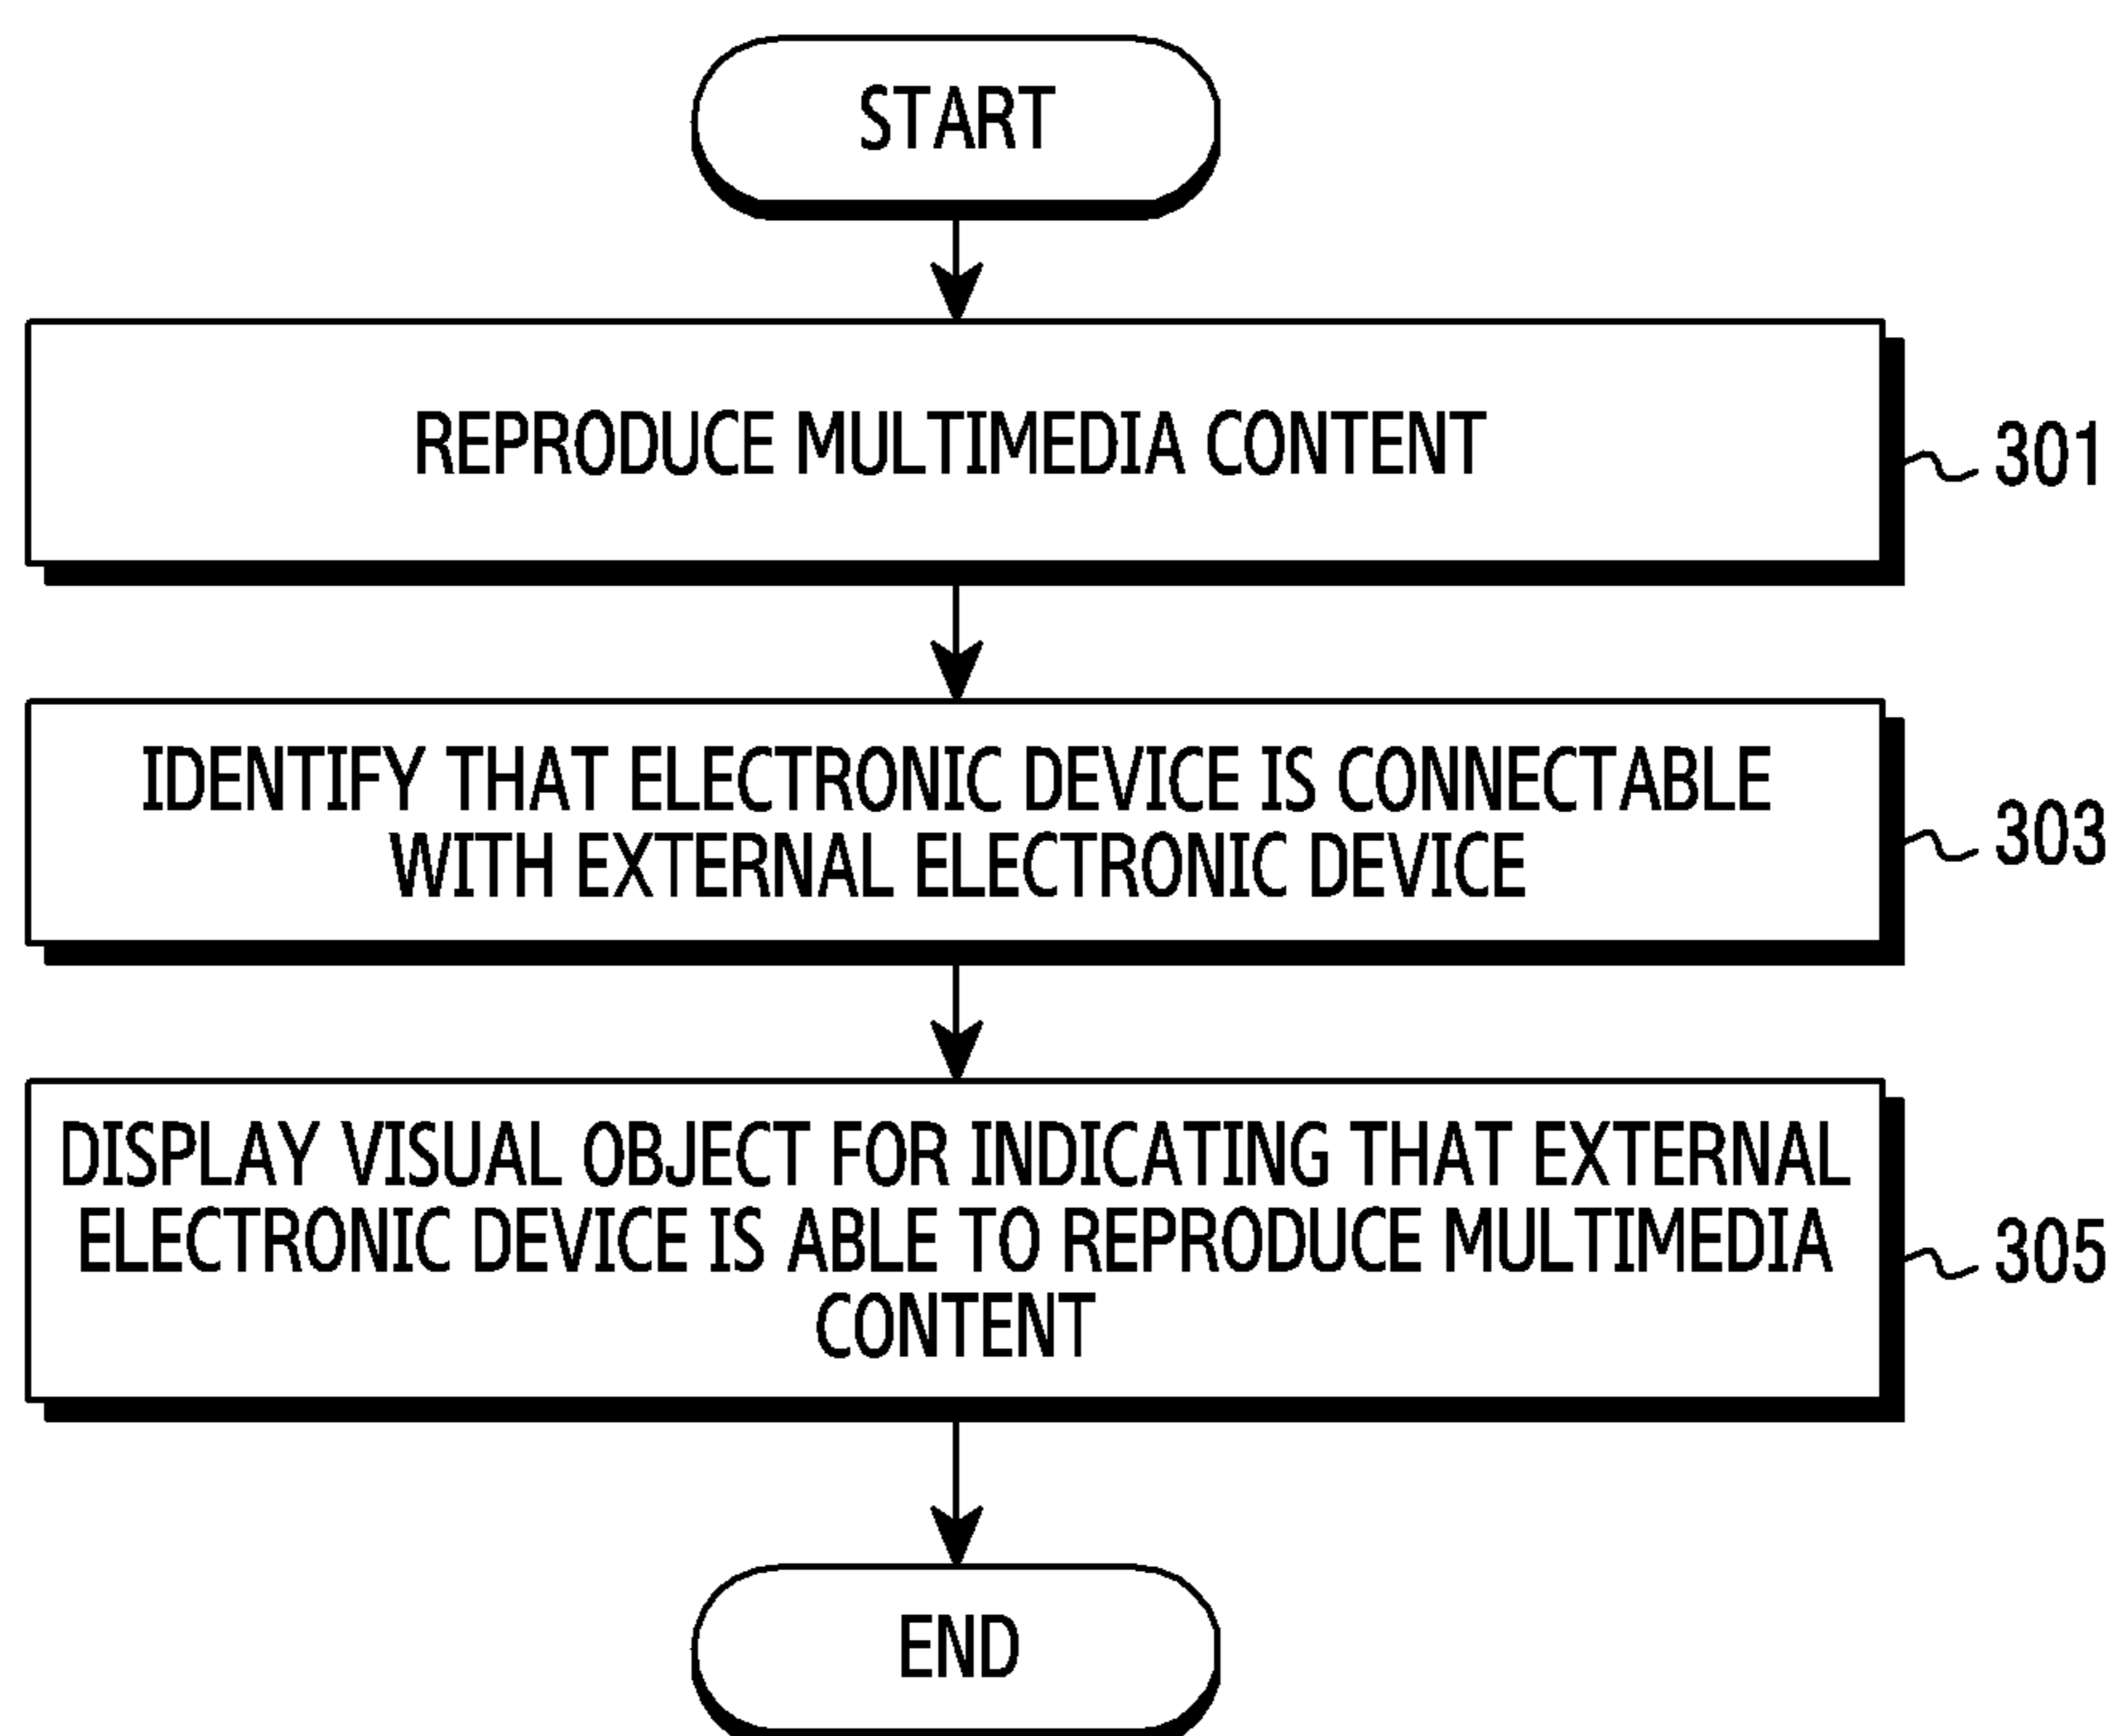 START
REPRODUCE MULTIMEDIA CONTENT
301
IDENTIFY THAT ELECTRONIC DEVICE IS CONNECTABLE
WITH EXTERNAL ELECTRONIC DEVICE
303
DISPLAY VISUAL OBJECT FOR INDICATING THAT EXTERNAL
ELECTRONIC DEVICE IS ABLE TO REPRODUCE MULTIMEDIA
CONTENT
305
END